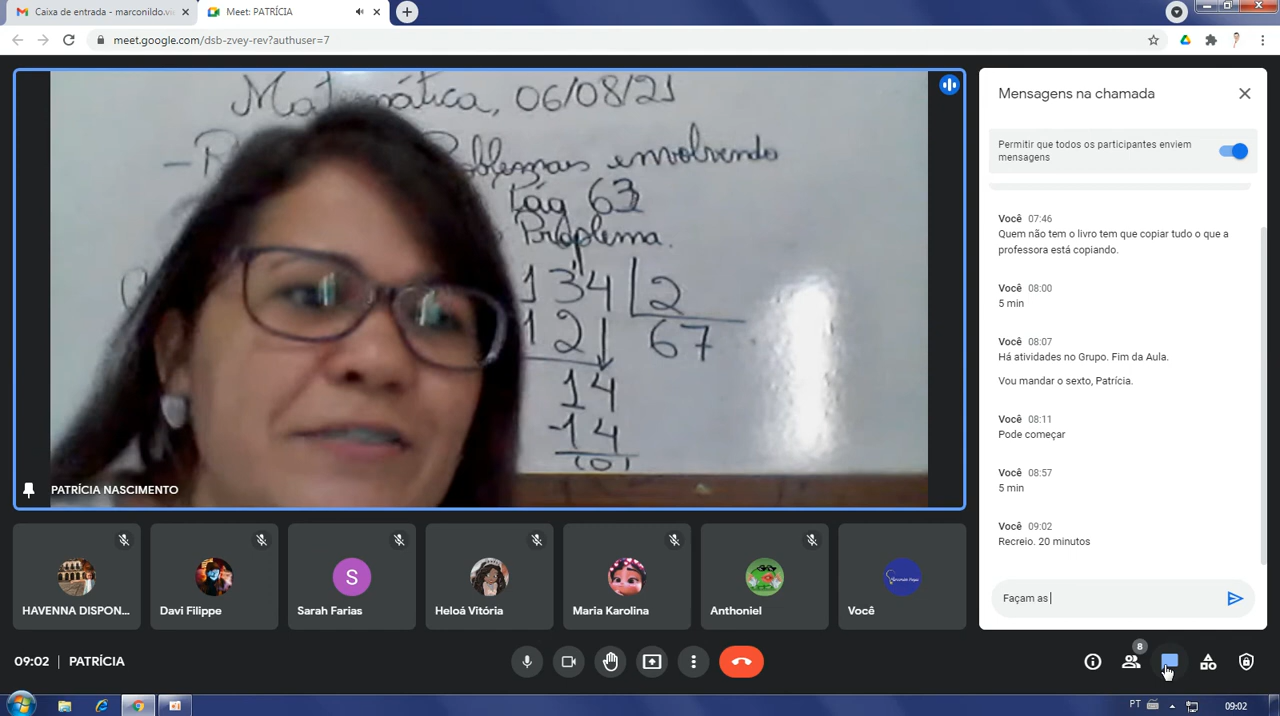 Caixa de entrada - marconildo.vi
Meet: PATRÍCIA
meet.google.com/dsb-zvey-rev?authuser=7
Matemática, 06/08/21
Problemas envolvendo
Pág 63
Problema.
134 2
121 67
14
-14
(0)
PATRÍCIA NASCIMENTO
HAVENNA DISPON...
Davi Filippe
S
Sarah Farias
Heloá Vitória
Maria Karolina
Anthoniel
Você
09:02 | PATRÍCIA
8
Mensagens na chamada
Permitir que todos os participantes enviem
mensagens
Você 07:46
Quem não tem o livro tem que copiar tudo o que a
professora está copiando.
Você 08:00
5 min
Você 08:07
Há atividades no Grupo. Fim da Aula.
Vou mandar o sexto, Patrícia.
Você 08:11
Pode começar
Você 08:57
5 min
Você 09:02
Recreio. 20 minutos
Façam as
PT
09:02